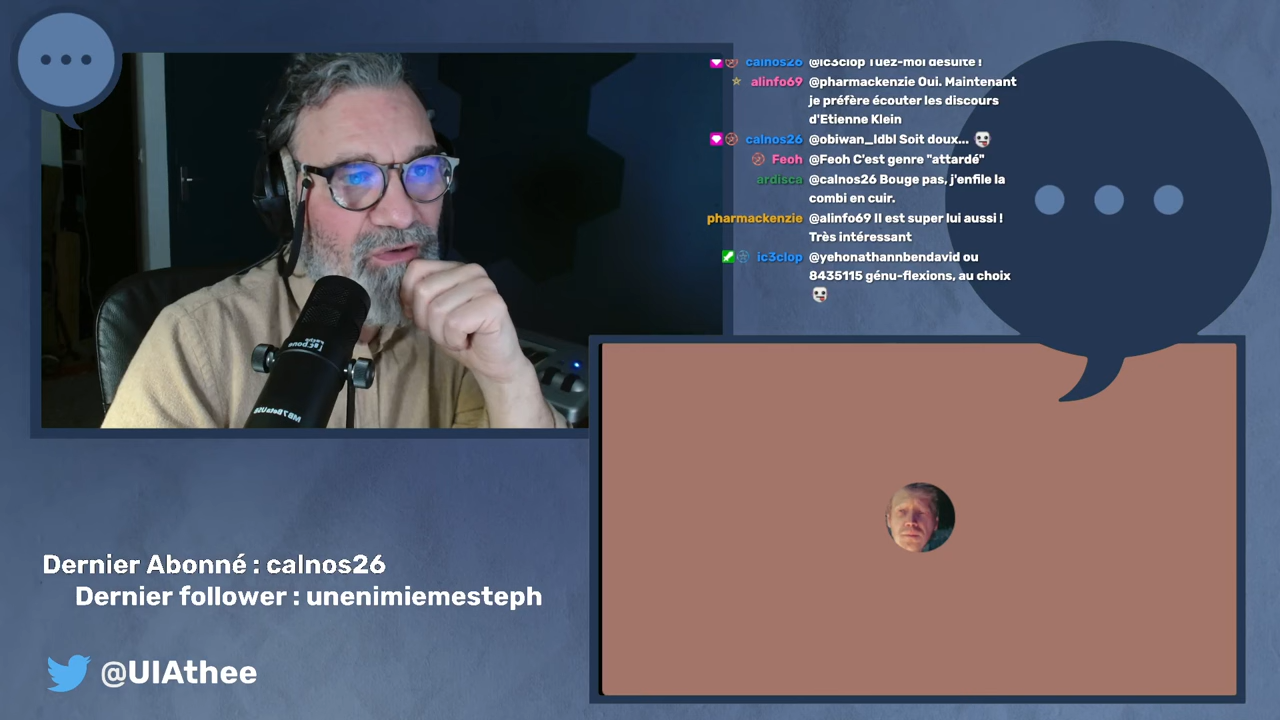 calnos26 @ic3clop Tuez-moi desuite !
alinfo69 @pharmackenzie Oui. Maintenant
je préfère écouter les discours
d'Etienne Klein
calnos26 @obiwan_ldbl Soit doux...
Feoh @Feoh C'est genre "attardé"
ardisca @calnos26 Bouge pas, j'enfile la
combi en cuir.
pharmackenzie @alinfo69 Il est super lui aussi !
Très intéressant
ic3clop @yehonathannbendavid ou
8435115 génu-flexions, au choix
Dernier Abonné : calnos26
Dernier follower : unenimiemesteph
@UIAthee